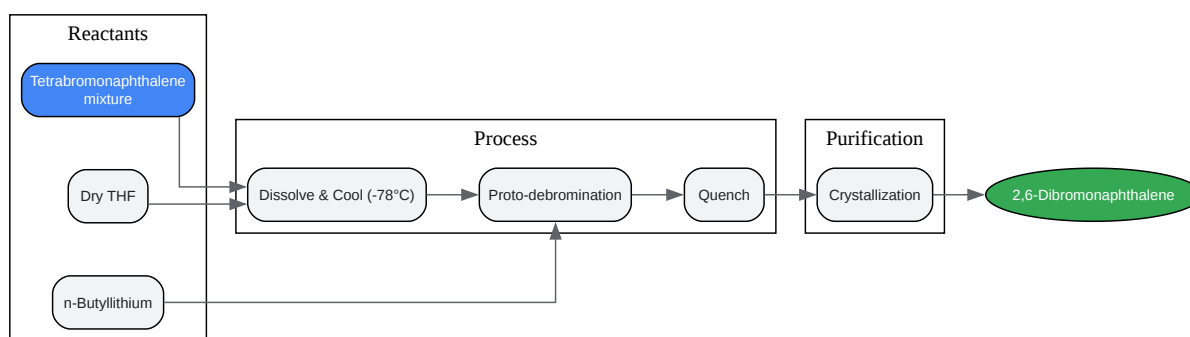 Reactants
Tetrabromonaphthalene
mixture
Dry THF
n-Butyllithium
Process
Dissolve & Cool (-78°C)
Proto-debromination
Quench
Purification
Crystallization
2,6-Dibromonaphthalene